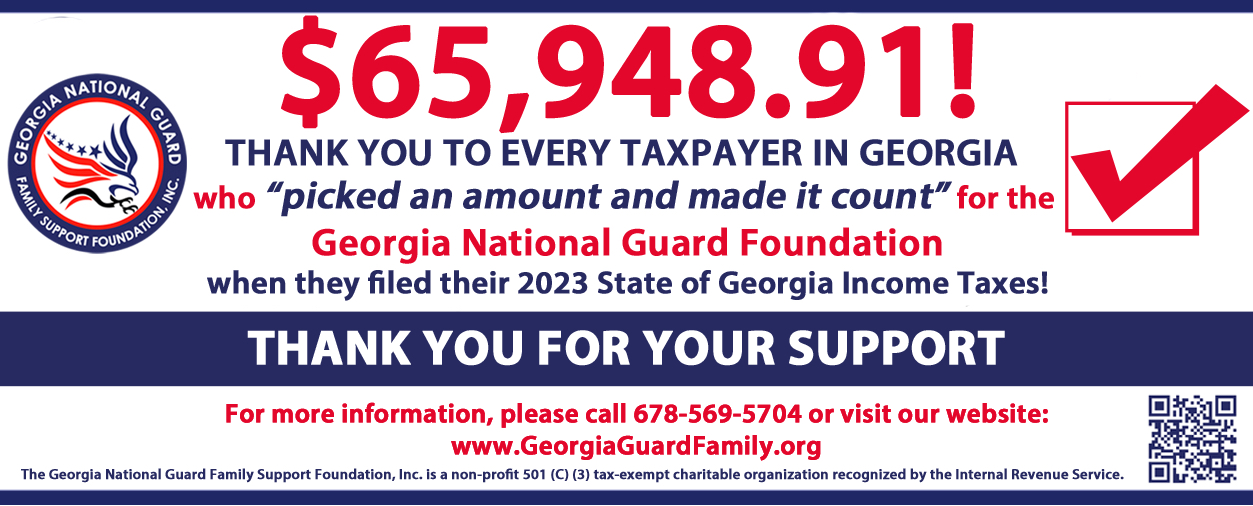 $65,948.91!
GEORGIA NATIONAL GUARD
FAMILY SUPPORT FOUNDATION, INC.
THANK YOU TO EVERY TAXPAYER IN GEORGIA
who "picked an amount and made it count" for the
Georgia National Guard Foundation
when they filed their 2023 State of Georgia Income Taxes!
THANK YOU FOR YOUR SUPPORT
For more information, please call 678-569-5704 or visit our website:
www.GeorgiaGuardFamily.org
The Georgia National Guard Family Support Foundation, Inc. is a non-profit 501 (C) (3) tax-exempt charitable organization recognized by the Internal Revenue Service.